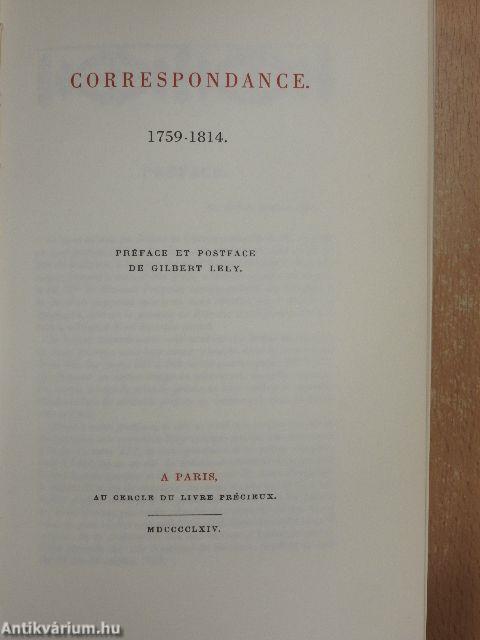 CORRESPONDANCE.
1759-1814.
PRÉFACE ET POSTFACE
DE GILBERT LELY.
A PARIS,
AU CERCLE DU LIVRE PRÉCIEUX.
MDCCCCLXIV.
Antikvárium.hu